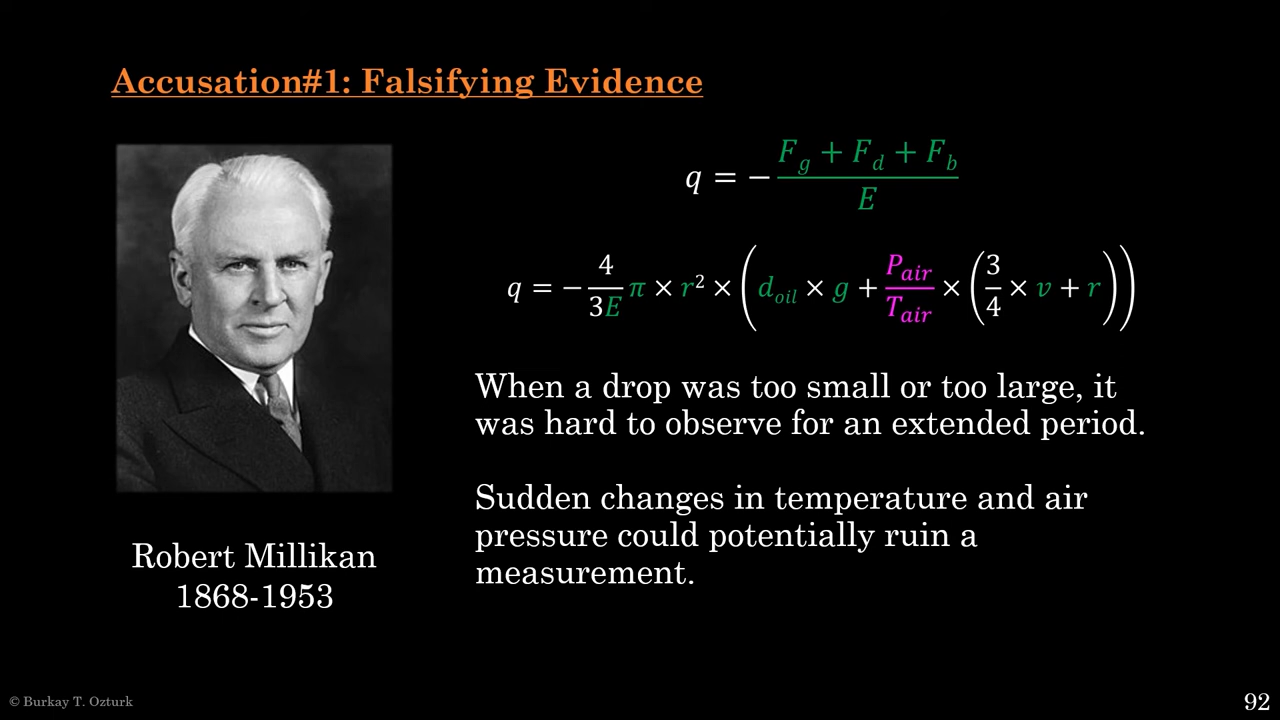 Accusation#1: Falsifying Evidence
q = − (F_g + F_d + F_b) / E
q = − 4/(3E) π × r² × (d_oil × g + P_air/T_air × (3/4 × v + r))
When a drop was too small or too large, it
was hard to observe for an extended period.
Sudden changes in temperature and air
pressure could potentially ruin a
measurement.
Robert Millikan
1868-1953
© Burkay T. Ozturk
92